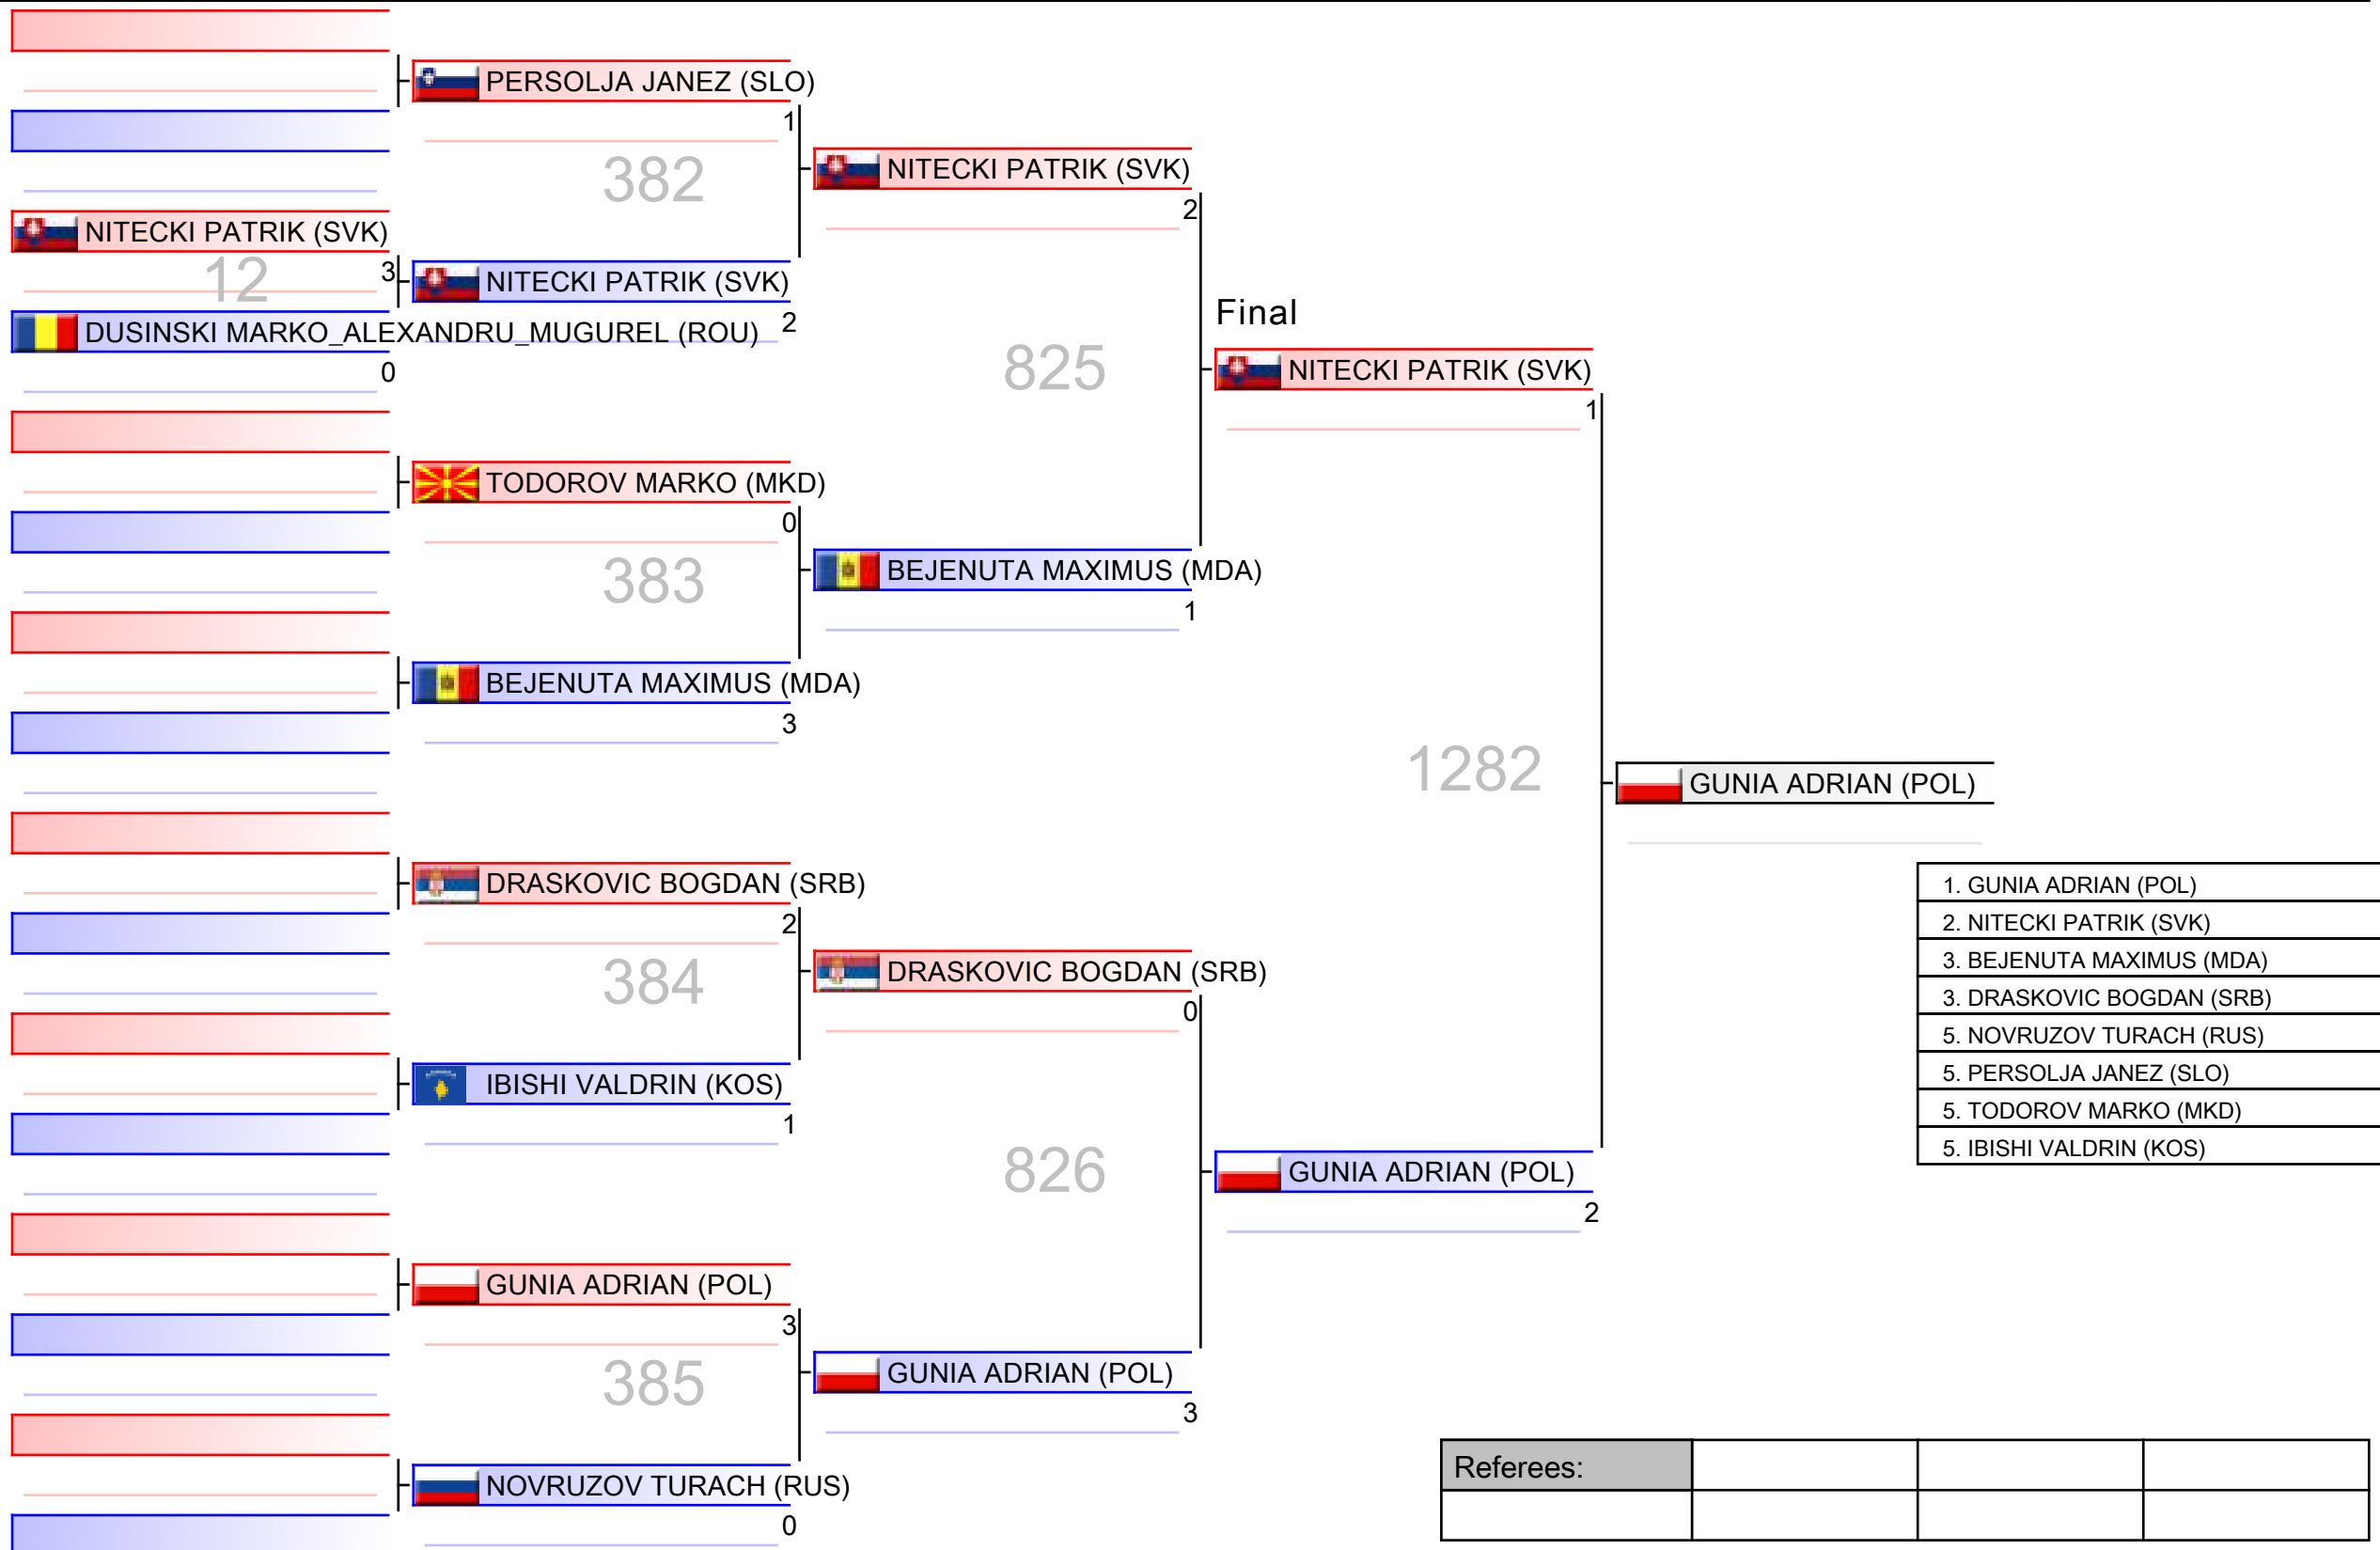 PERSOLJA JANEZ (SLO)
1
382
NITECKI PATRIK (SVK)
2
NITECKI PATRIK (SVK)
12
3
NITECKI PATRIK (SVK)
2
DUSINSKI MARKO_ALEXANDRU_MUGUREL (ROU)
0
825
Final
NITECKI PATRIK (SVK)
1
TODOROV MARKO (MKD)
0
383
BEJENUTA MAXIMUS (MDA)
1
BEJENUTA MAXIMUS (MDA)
3
1282
GUNIA ADRIAN (POL)
DRASKOVIC BOGDAN (SRB)
2
384
DRASKOVIC BOGDAN (SRB)
0
IBISHI VALDRIN (KOS)
1
826
GUNIA ADRIAN (POL)
2
GUNIA ADRIAN (POL)
3
385
GUNIA ADRIAN (POL)
3
NOVRUZOV TURACH (RUS)
0
1. GUNIA ADRIAN (POL)
2. NITECKI PATRIK (SVK)
3. BEJENUTA MAXIMUS (MDA)
3. DRASKOVIC BOGDAN (SRB)
5. NOVRUZOV TURACH (RUS)
5. PERSOLJA JANEZ (SLO)
5. TODOROV MARKO (MKD)
5. IBISHI VALDRIN (KOS)
Referees: